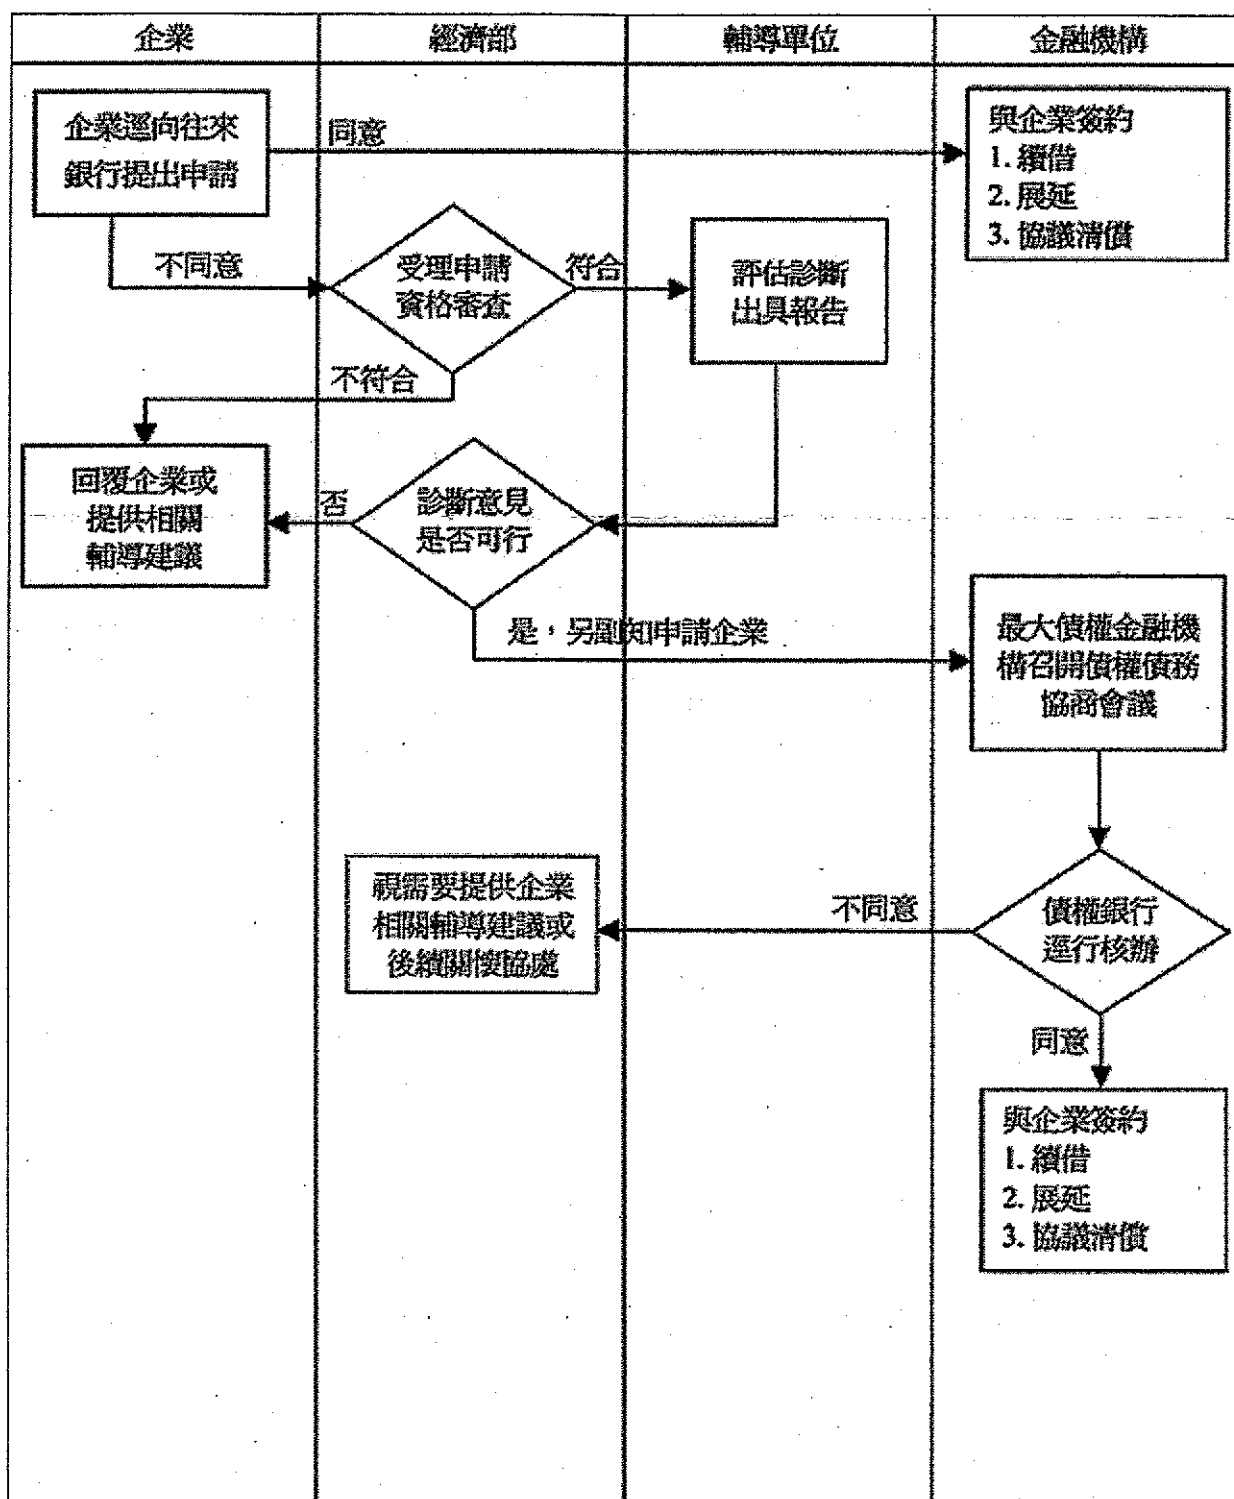 企業
經濟部
輔導單位
金融機構
企業逕向往來
銀行提出申請
同意
與企業簽約
1. 續借
2. 展延
3. 協議清償
不同意
受理申請
資格審查
符合
評估診斷
出具報告
不符合
回覆企業或
提供相關
輔導建議
否
診斷意見
是否可行
是，另副知申請企業
最大債權金融機
構召開債權債務
協商會議
視需要提供企業
相關輔導建議或
後續關懷協處
不同意
債權銀行
逕行核辦
同意
與企業簽約
1. 續借
2. 展延
3. 協議清償